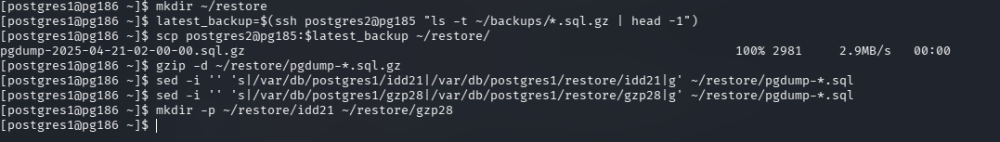 [postgres1@pg186 ~]$ mkdir ~/restore
[postgres1@pg186 ~]$ latest_backup=$(ssh postgres2@pg185 "ls -t ~/backups/*.sql.gz | head -1")
[postgres1@pg186 ~]$ scp postgres2@pg185:$latest_backup ~/restore/
pgdump-2025-04-21-02-00-00.sql.gz 100% 2981 2.9MB/s 00:00
[postgres1@pg186 ~]$ gzip -d ~/restore/pgdump-*.sql.gz
[postgres1@pg186 ~]$ sed -i '' 's|/var/db/postgres1/idd21|/var/db/postgres1/restore/idd21|g' ~/restore/pgdump-*.sql
[postgres1@pg186 ~]$ sed -i '' 's|/var/db/postgres1/gzp28|/var/db/postgres1/restore/gzp28|g' ~/restore/pgdump-*.sql
[postgres1@pg186 ~]$ mkdir -p ~/restore/idd21 ~/restore/gzp28
[postgres1@pg186 ~]$